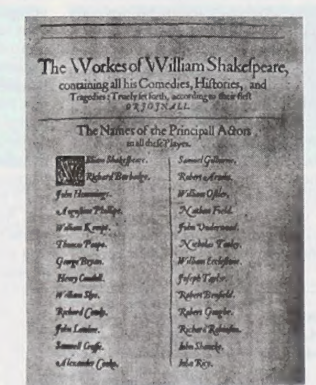 The Workes of William Shakeſpeare,
containing all his Comedies, Hiſtories, and
Tragedies: Truely ſet forth, according to their firſt
ORJGJNALL.
The Names of the Principall Actors
in all theſe Playes.
William Shakeſpeare.
Richard Burbadge.
John Hemmings.
Auguſtine Phillips.
William Kempt.
Thomas Poope.
George Bryan.
Henry Condell.
William Slye.
Richard Cowly.
John Lowine.
Samuell Croſſe.
Alexander Cooke.
Samuel Gilburne.
Robert Armin.
William Oſtler.
Nathan Field.
John Underwood.
Nicholas Tooley.
William Eccleſtone.
Joſeph Taylor.
Robert Benfield.
Robert Goughe.
Richard Robinſon.
John Shancke.
John Rice.